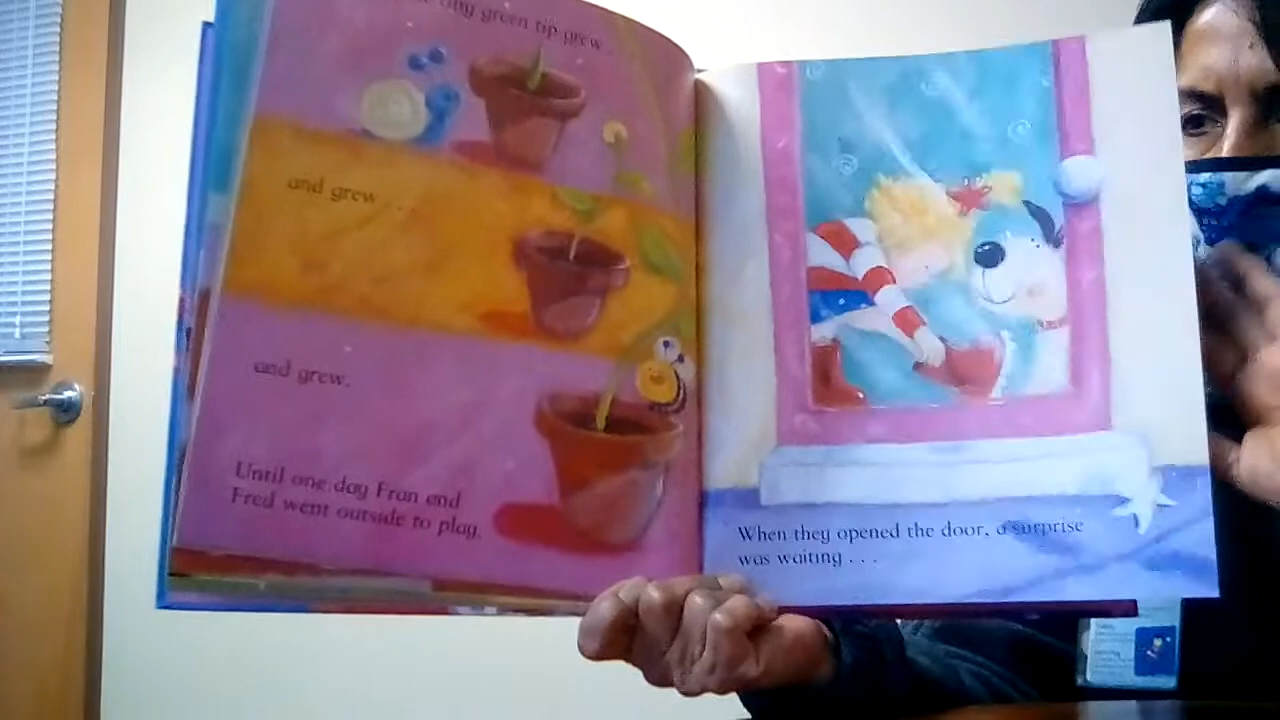 tiny green tip grew . .
and grew . . .
and grew.
Until one day Fran and
Fred went outside to play.
When they opened the door, a surprise
was waiting . . .